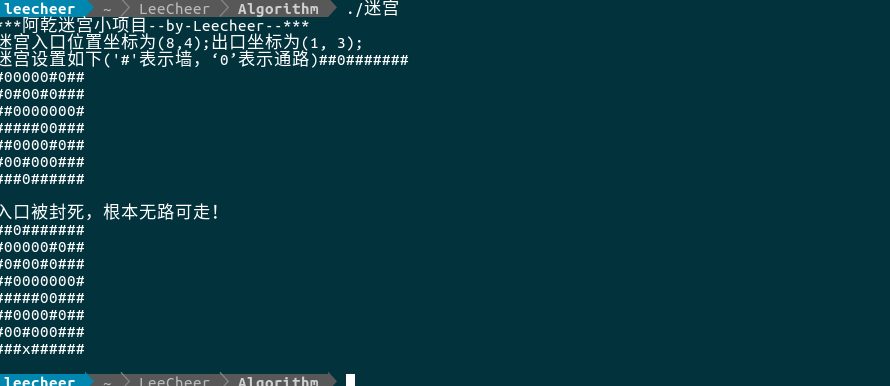 leecheer ~ LeeCheer Algorithm ./迷宫
***阿乾迷宫小项目--by-Leecheer--***
迷宫入口位置坐标为(8,4);出口坐标为(1, 3);
迷宫设置如下('#'表示墙，‘0’表示通路)##0#######
#00000#0##
#0#00#0###
##0000000#
#####00###
##0000#0##
#00#000###
###0######

入口被封死，根本无路可走！
##0#######
#00000#0##
#0#00#0###
##0000000#
#####00###
##0000#0##
#00#000###
###x######

leecheer ~ LeeCheer Algorithm